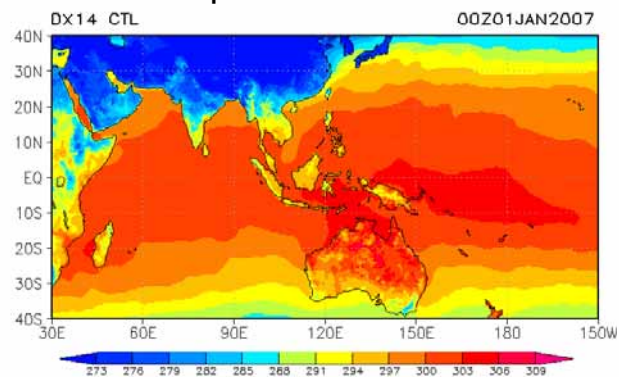 DX14 CTL 00Z01JAN2007
40N
30N
20N
10N
EQ
10S
20S
30S
40S
30E 60E 90E 120E 150E 180 150W
273 276 279 282 285 288 291 294 297 300 303 306 309